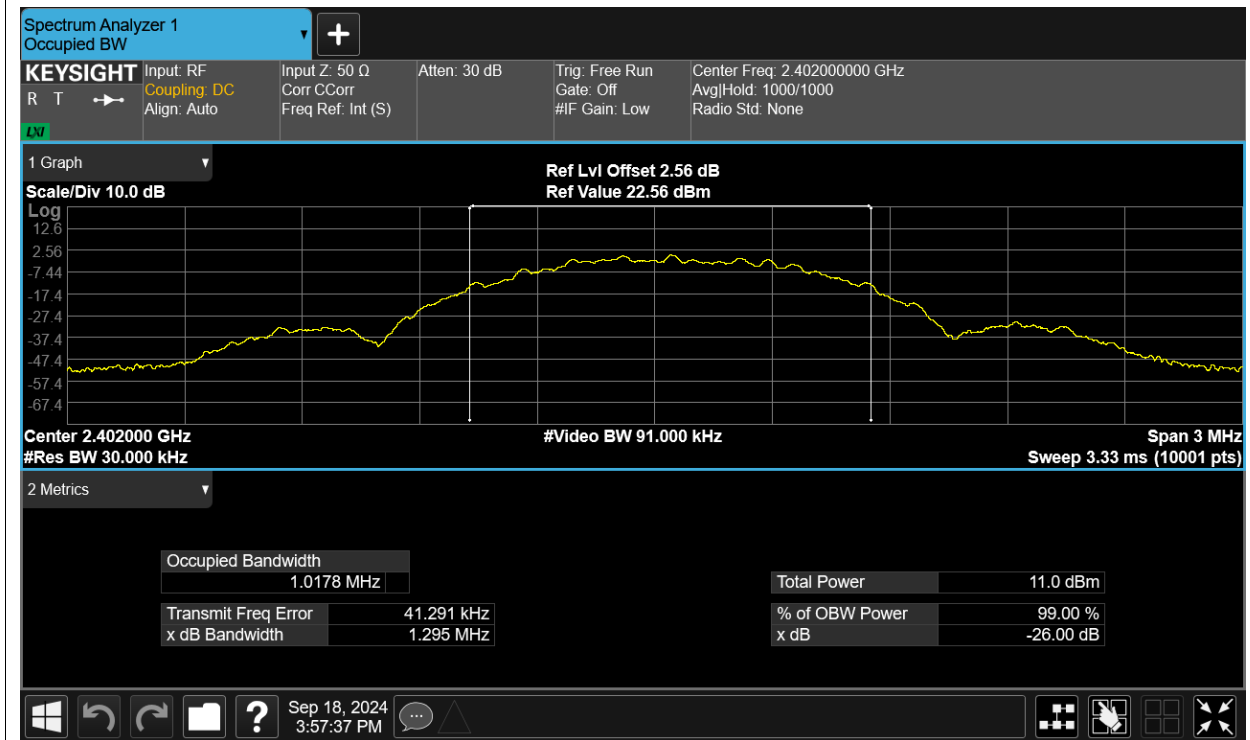 Spectrum Analyzer 1
Occupied BW
KEYSIGHT
R T
LXI
Input: RF
Coupling: DC
Align: Auto
Input Z: 50 Ω
Corr CCorr
Freq Ref: Int (S)
Atten: 30 dB
Trig: Free Run
Gate: Off
#IF Gain: Low
Center Freq: 2.402000000 GHz
Avg|Hold: 1000/1000
Radio Std: None
1 Graph
Scale/Div 10.0 dB
Ref Lvl Offset 2.56 dB
Ref Value 22.56 dBm
Log
12.6
2.56
-7.44
-17.4
-27.4
-37.4
-47.4
-57.4
-67.4
Center 2.402000 GHz
#Video BW 91.000 kHz
Span 3 MHz
#Res BW 30.000 kHz
Sweep 3.33 ms (10001 pts)
2 Metrics
Occupied Bandwidth
1.0178 MHz
Total Power 11.0 dBm
Transmit Freq Error 41.291 kHz
% of OBW Power 99.00 %
x dB Bandwidth 1.295 MHz
x dB -26.00 dB
?
Sep 18, 2024
3:57:37 PM